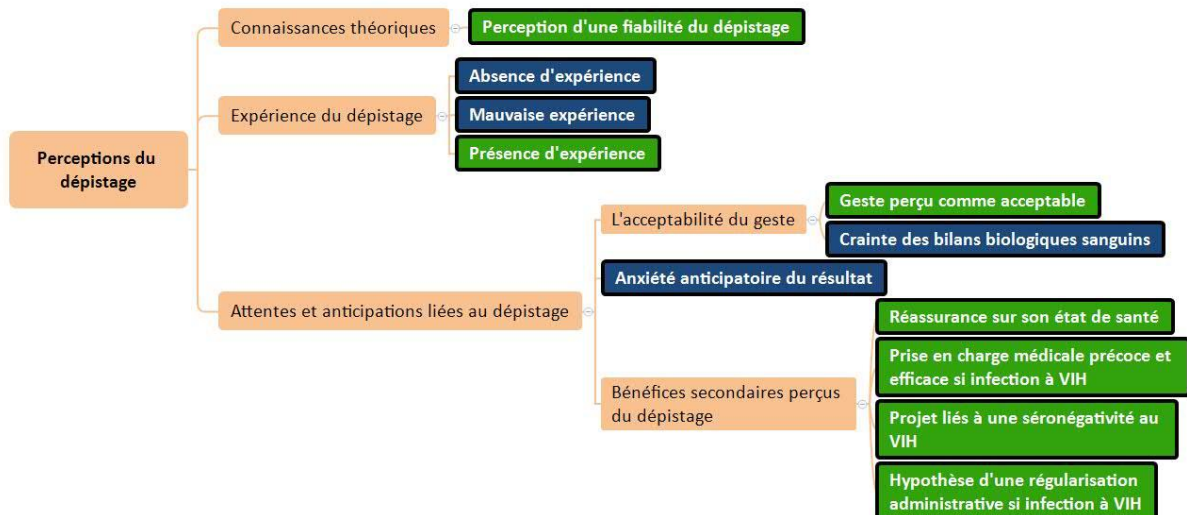 Connaissances théoriques
Perception d'une fiabilité du dépistage
Expérience du dépistage
Absence d'expérience
Mauvaise expérience
Présence d'expérience
Perceptions du
dépistage
Attentes et anticipations liées au dépistage
L'acceptabilité du geste
Geste perçu comme acceptable
Crainte des bilans biologiques sanguins
Anxiété anticipatoire du résultat
Bénéfices secondaires perçus
du dépistage
Réassurance sur son état de santé
Prise en charge médicale précoce et
efficace si infection à VIH
Projet liés à une séronégativité au
VIH
Hypothèse d'une régularisation
administrative si infection à VIH